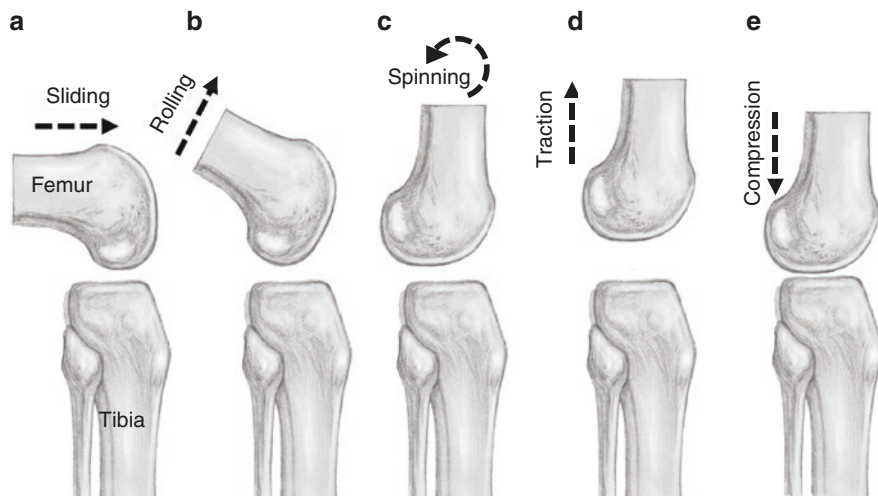 a
b
c
d
e
Sliding
Rolling
Spinning
Traction
Compression
Femur
Tibia